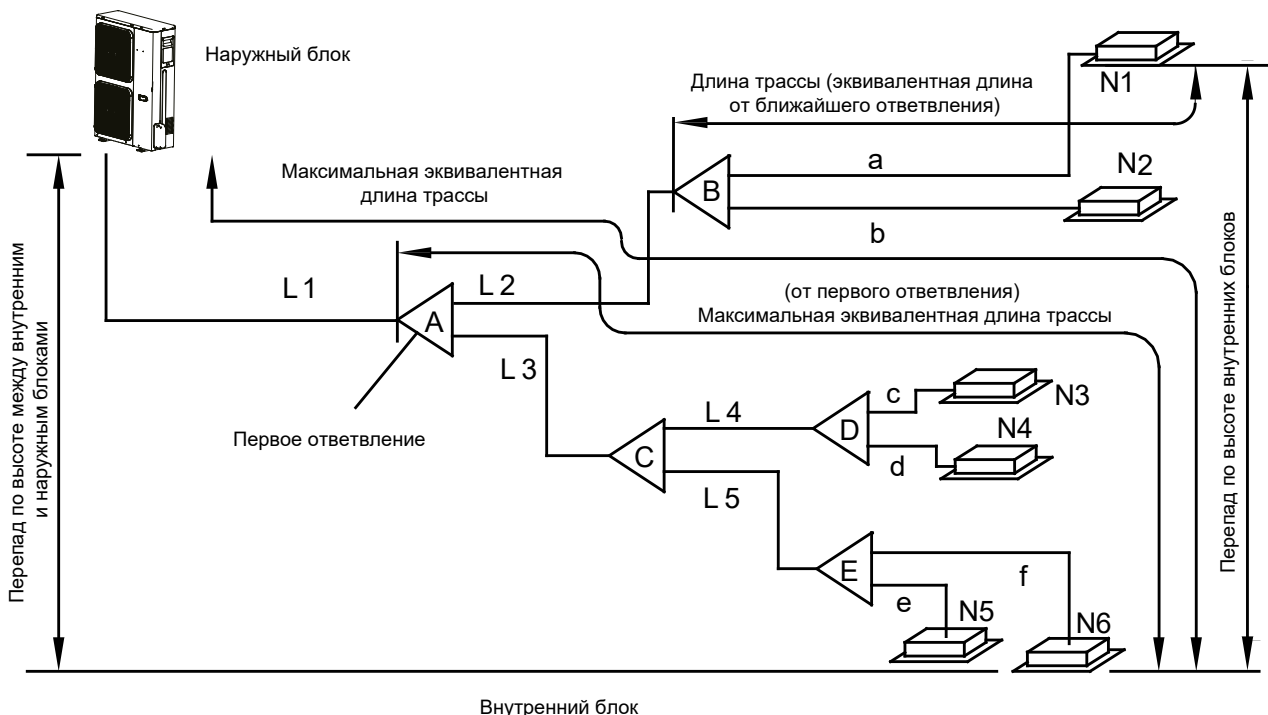 Наружный блок
N1
Длина трассы (эквивалентная длина
от ближайшего ответвления)
Максимальная эквивалентная
длина трассы
a
B
N2
b
L 1
L 2
A
(от первого ответвления)
Максимальная эквивалентная длина трассы
L 3
Первое ответвление
c
N3
L 4
D
N4
d
C
L 5
E
f
e
N5
N6
Перепад по высоте между внутренним
и наружным блоками
Перепад по высоте внутренних блоков
Внутренний блок